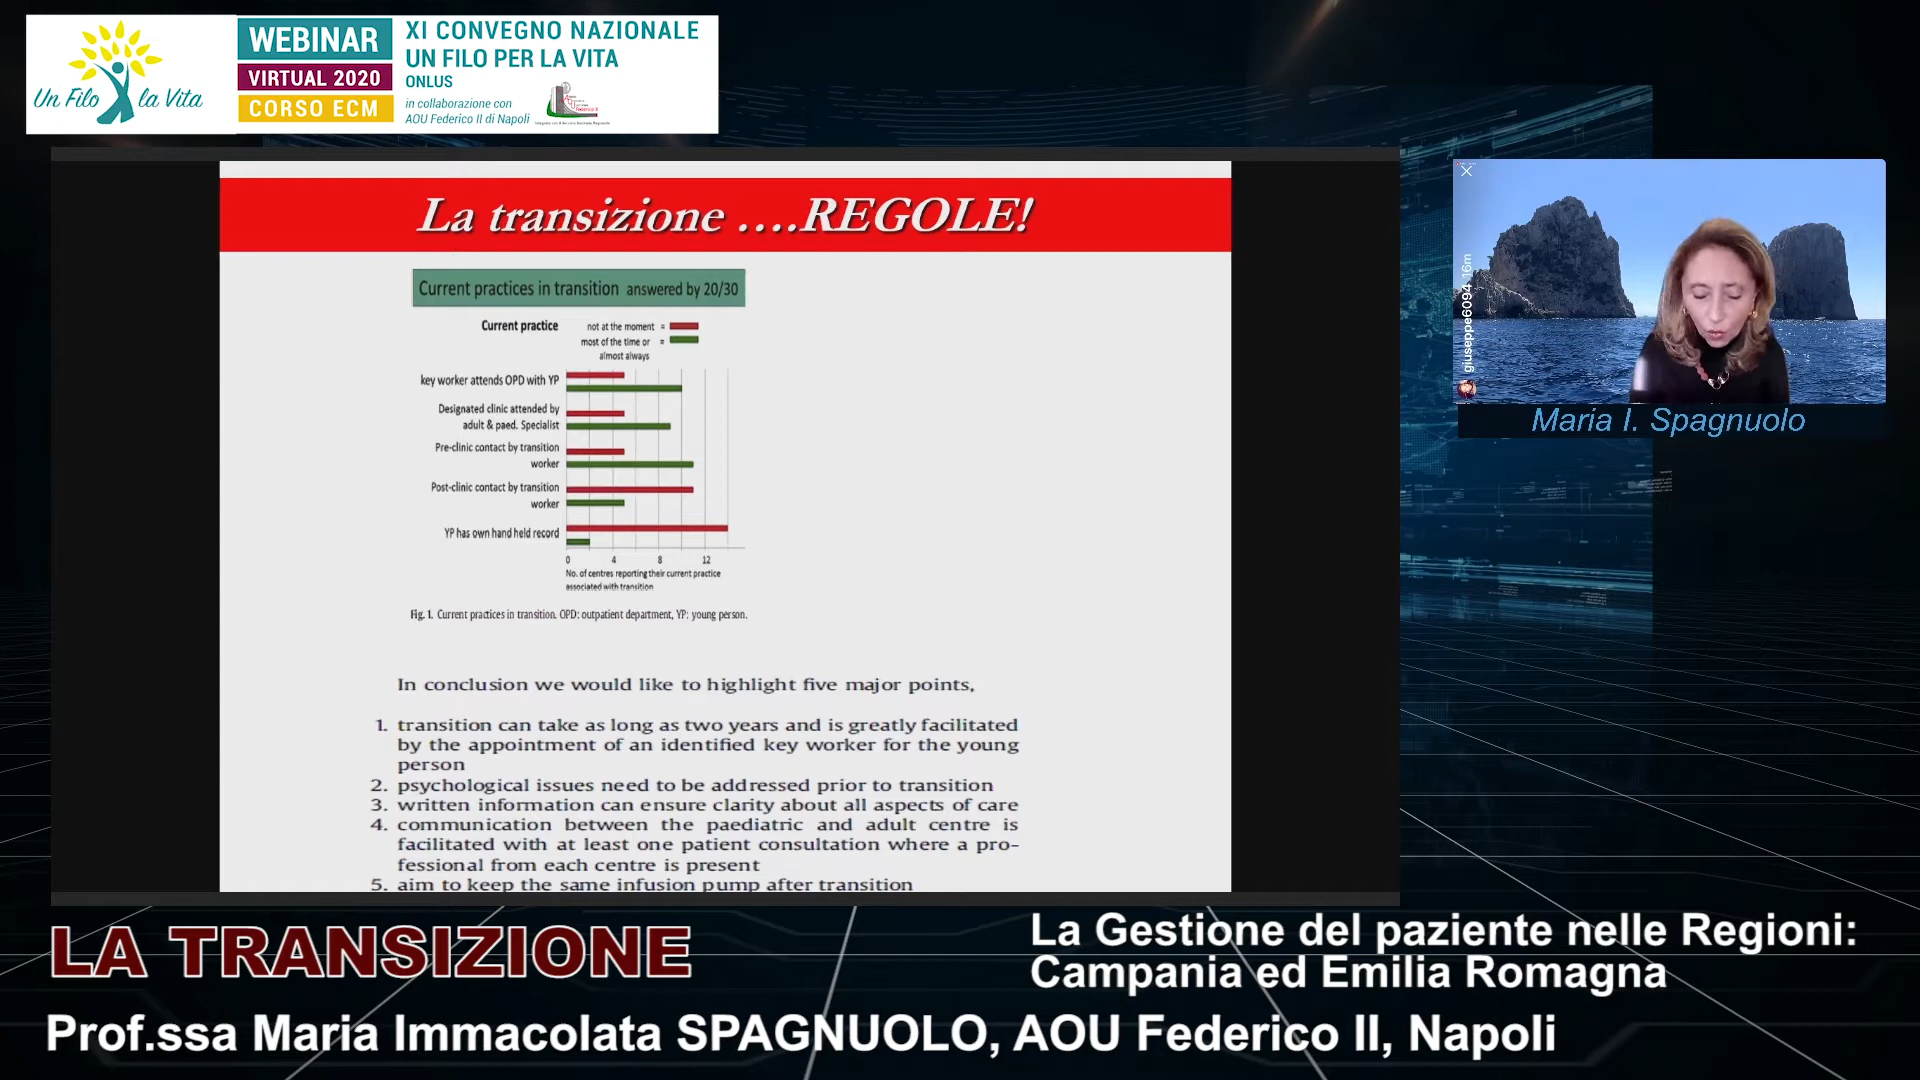 Un Filo la Vita
WEBINAR
VIRTUAL 2020
CORSO ECM
XI CONVEGNO NAZIONALE
UN FILO PER LA VITA
ONLUS
in collaborazione con
AOU Federico II di Napoli
La transizione ....REGOLE!
Current practices in transition answered by 20/30
Current practice
not at the moment =
most of the time or =
almost always
key worker attends OPD with YP
Designated clinic attended by
adult & paed. Specialist
Pre-clinic contact by transition
worker
Post-clinic contact by transition
worker
YP has own hand held record
0 4 8 12
No. of centres reporting their current practice
associated with transition
Fig. 1. Current practices in transition. OPD: outpatient department, YP: young person.
In conclusion we would like to highlight five major points,
1. transition can take as long as two years and is greatly facilitated
by the appointment of an identified key worker for the young
person
2. psychological issues need to be addressed prior to transition
3. written information can ensure clarity about all aspects of care
4. communication between the paediatric and adult centre is
facilitated with at least one patient consultation where a pro-
fessional from each centre is present
5. aim to keep the same infusion pump after transition
giuseppe6094 16m
Maria I. Spagnuolo
LA TRANSIZIONE
La Gestione del paziente nelle Regioni:
Campania ed Emilia Romagna
Prof.ssa Maria Immacolata SPAGNUOLO, AOU Federico II, Napoli